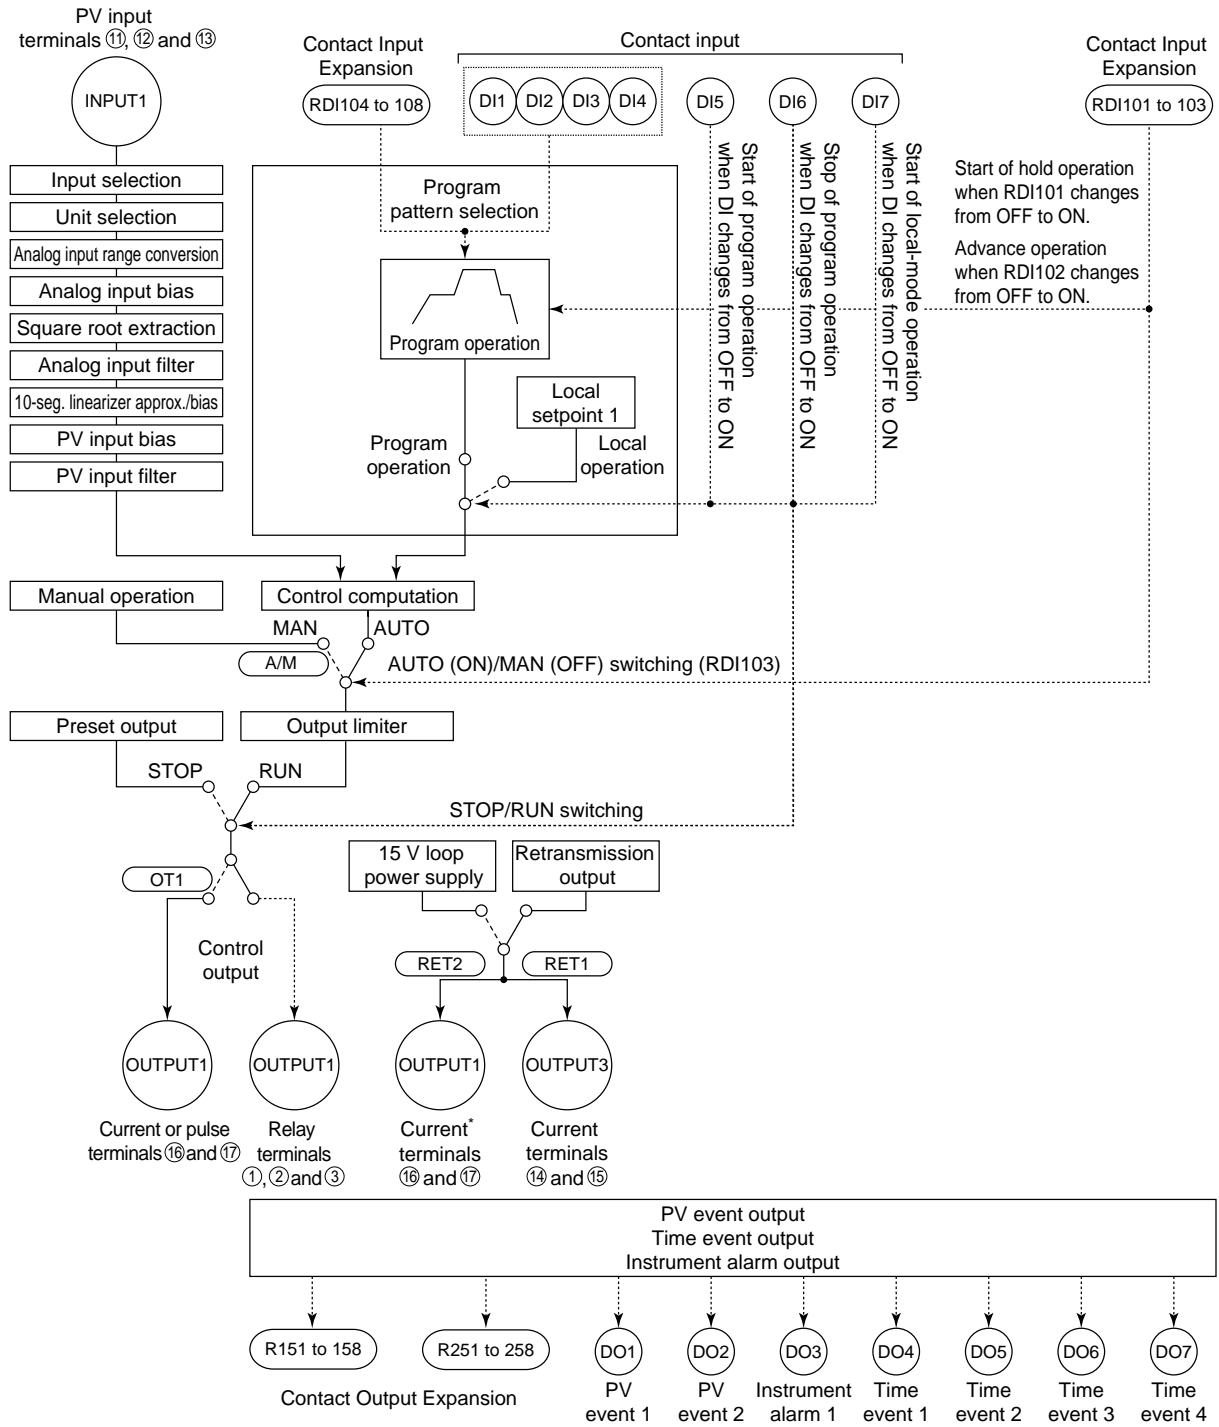 PV input
terminals ⑪, ⑫ and ⑬
INPUT1
Input selection
Unit selection
Analog input range conversion
Analog input bias
Square root extraction
Analog input filter
10-seg. linearizer approx./bias
PV input bias
PV input filter
Contact Input
Expansion
RDI104 to 108
Contact input
DI1
DI2
DI3
DI4
DI5
DI6
DI7
Contact Input
Expansion
RDI101 to 103
Start of program operation
when DI changes from OFF to ON
Stop of program operation
when DI changes from OFF to ON
Start of local-mode operation
when DI changes from OFF to ON
Start of hold operation
when RDI101 changes
from OFF to ON.
Advance operation
when RDI102 changes
from OFF to ON.
Program
pattern selection
Program operation
Local
setpoint 1
Program
operation
Local
operation
Manual operation
Control computation
MAN
AUTO
A/M
AUTO (ON)/MAN (OFF) switching (RDI103)
Preset output
Output limiter
STOP
RUN
STOP/RUN switching
OT1
15 V loop
power supply
Retransmission
output
Control
output
RET2
RET1
OUTPUT1
OUTPUT1
OUTPUT1
OUTPUT3
Current or pulse
terminals ⑯ and ⑰
Relay
terminals
①, ② and ③
Current*
terminals
⑯ and ⑰
Current
terminals
⑭ and ⑮
PV event output
Time event output
Instrument alarm output
R151 to 158
R251 to 258
DO1
DO2
DO3
DO4
DO5
DO6
DO7
Contact Output Expansion
PV
event 1
PV
event 2
Instrument
alarm 1
Time
event 1
Time
event 2
Time
event 3
Time
event 4